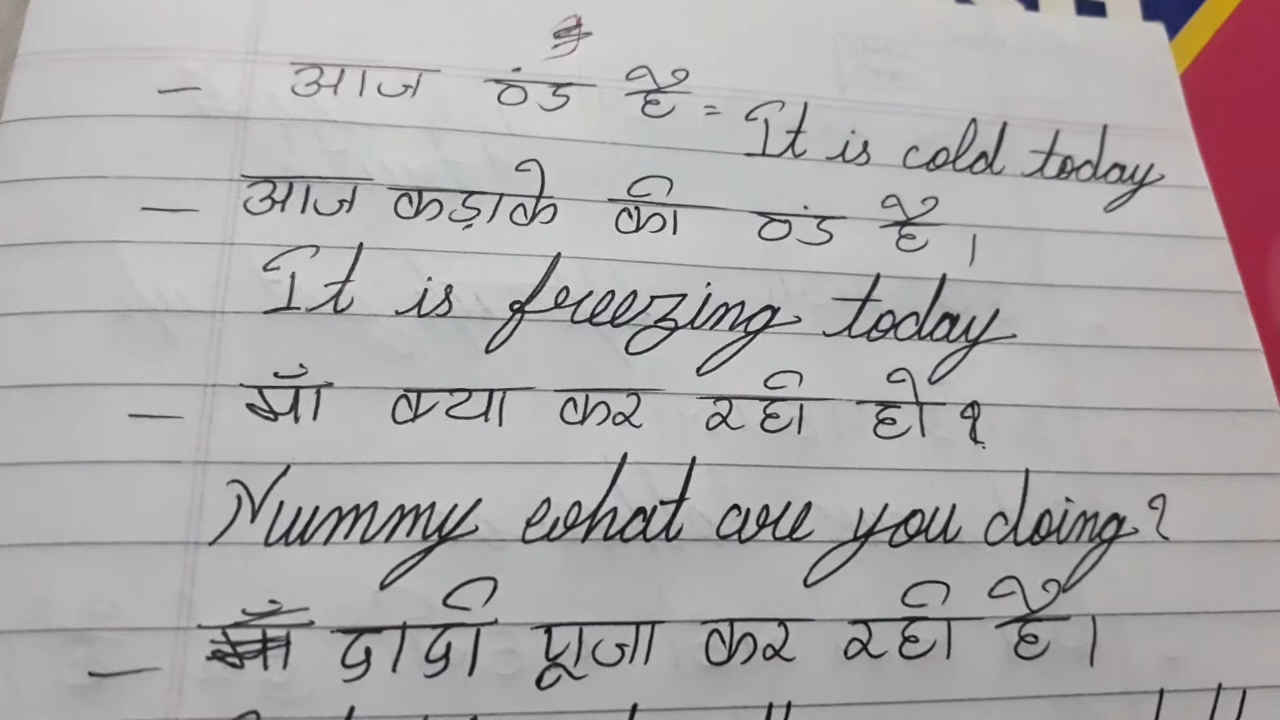 - आज ठंड है = It is cold today
- आज कड़ाके की ठंड है।
It is freezing today
- माँ क्या कर रही हो?
Mummy what are you doing?
- दादी पूजा कर रही है।